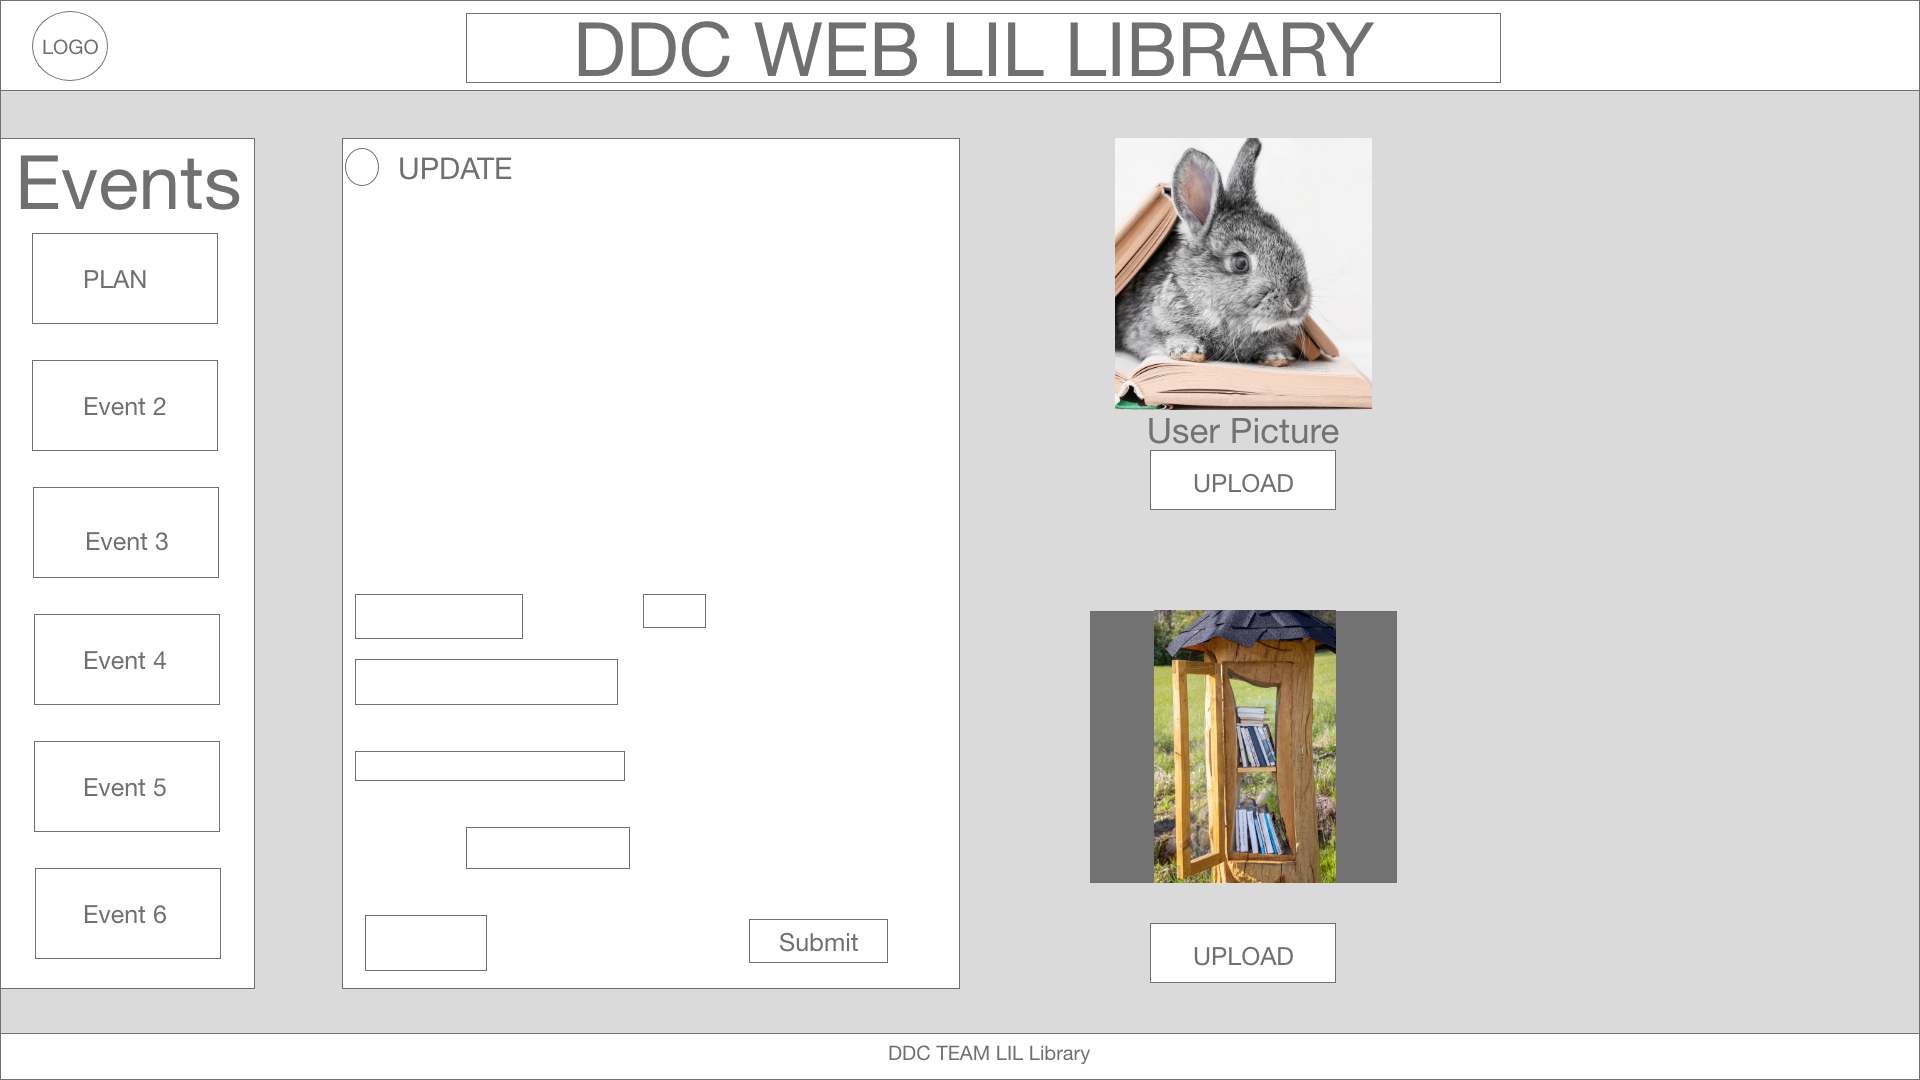 LOGO
DDC WEB LIL LIBRARY
Events
PLAN
Event 2
Event 3
Event 4
Event 5
Event 6
UPDATE
Submit
User Picture
UPLOAD
UPLOAD
DDC TEAM LIL Library